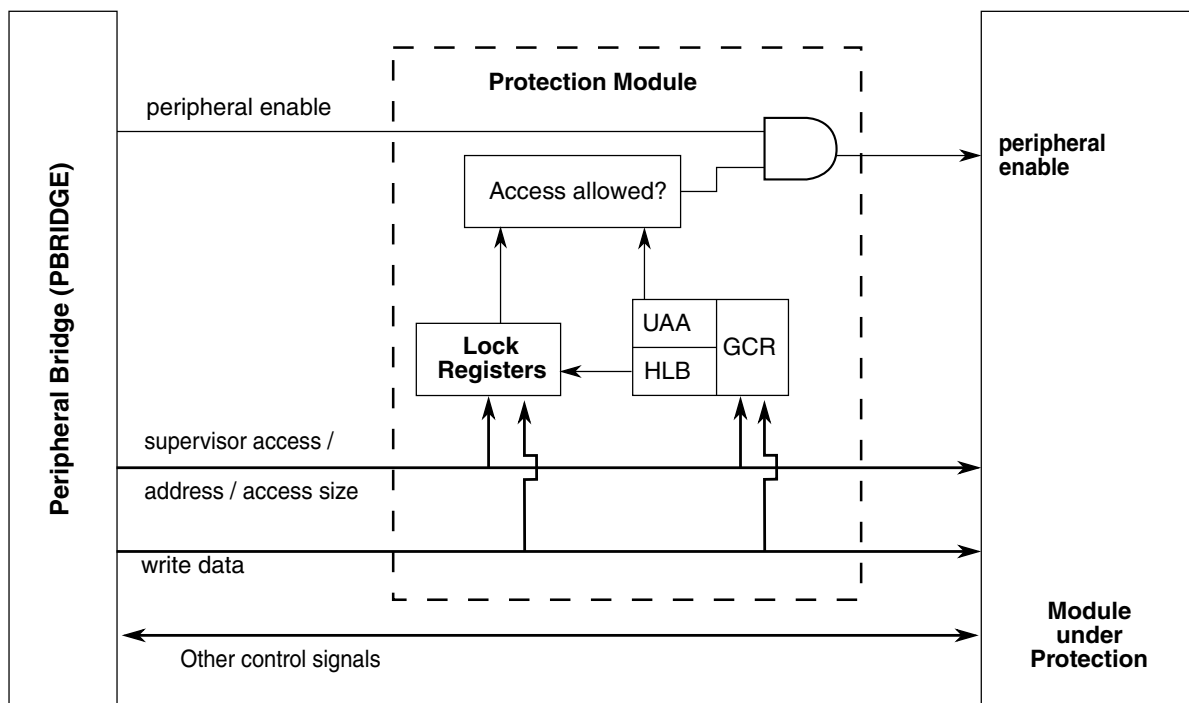 Peripheral Bridge (PBRIDGE)
Protection Module
peripheral enable
peripheral
enable
Access allowed?
UAA
GCR
HLB
Lock
Registers
supervisor access /
address / access size
write data
Other control signals
Module
under
Protection